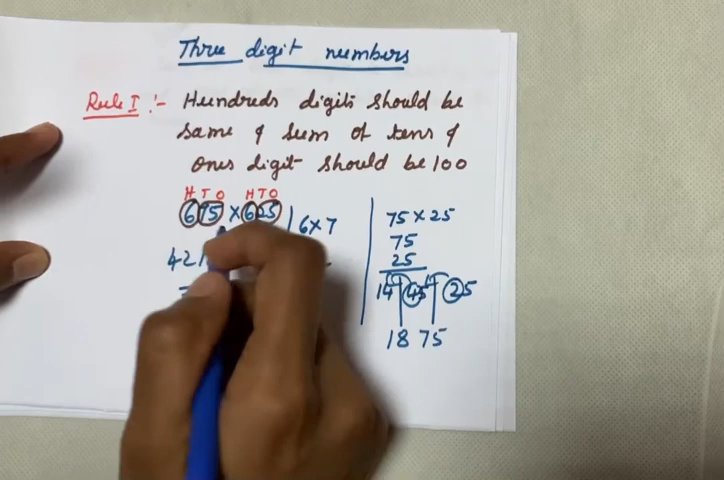 Three digit numbers
Rule I :- Hundreds digits should be
same & sum of tens &
ones digit should be 100
H T O H T O
675 × 625 | 6×7
42
75×25
75
25
14 45 25
18 75